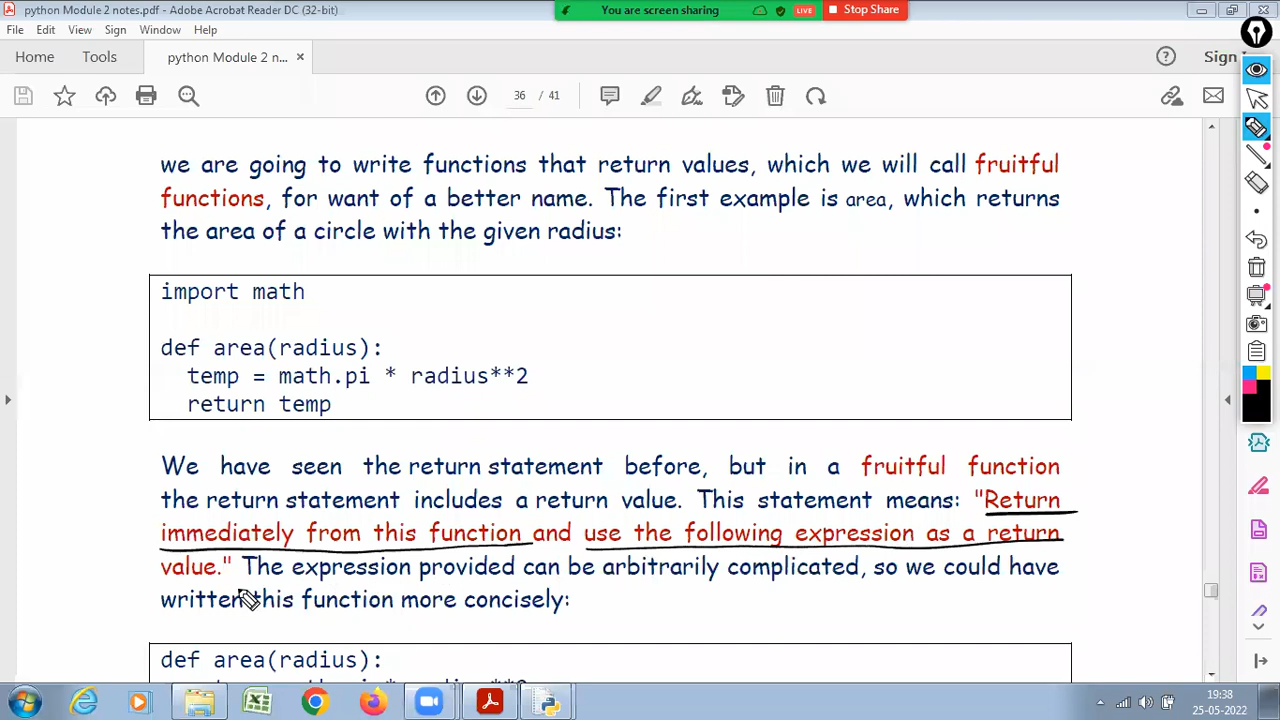 python Module 2 notes.pdf - Adobe Acrobat Reader DC (32-bit)
You are screen sharing
LIVE
Stop Share
File Edit View Sign Window Help
Home Tools python Module 2 n... ×
Sign
36 / 41
we are going to write functions that return values, which we will call fruitful
functions, for want of a better name. The first example is area, which returns
the area of a circle with the given radius:
import math
def area(radius):
temp = math.pi * radius**2
return temp
We have seen the return statement before, but in a fruitful function
the return statement includes a return value. This statement means: "Return
immediately from this function and use the following expression as a return
value." The expression provided can be arbitrarily complicated, so we could have
written this function more concisely:
def area(radius):
19:38
25-05-2022